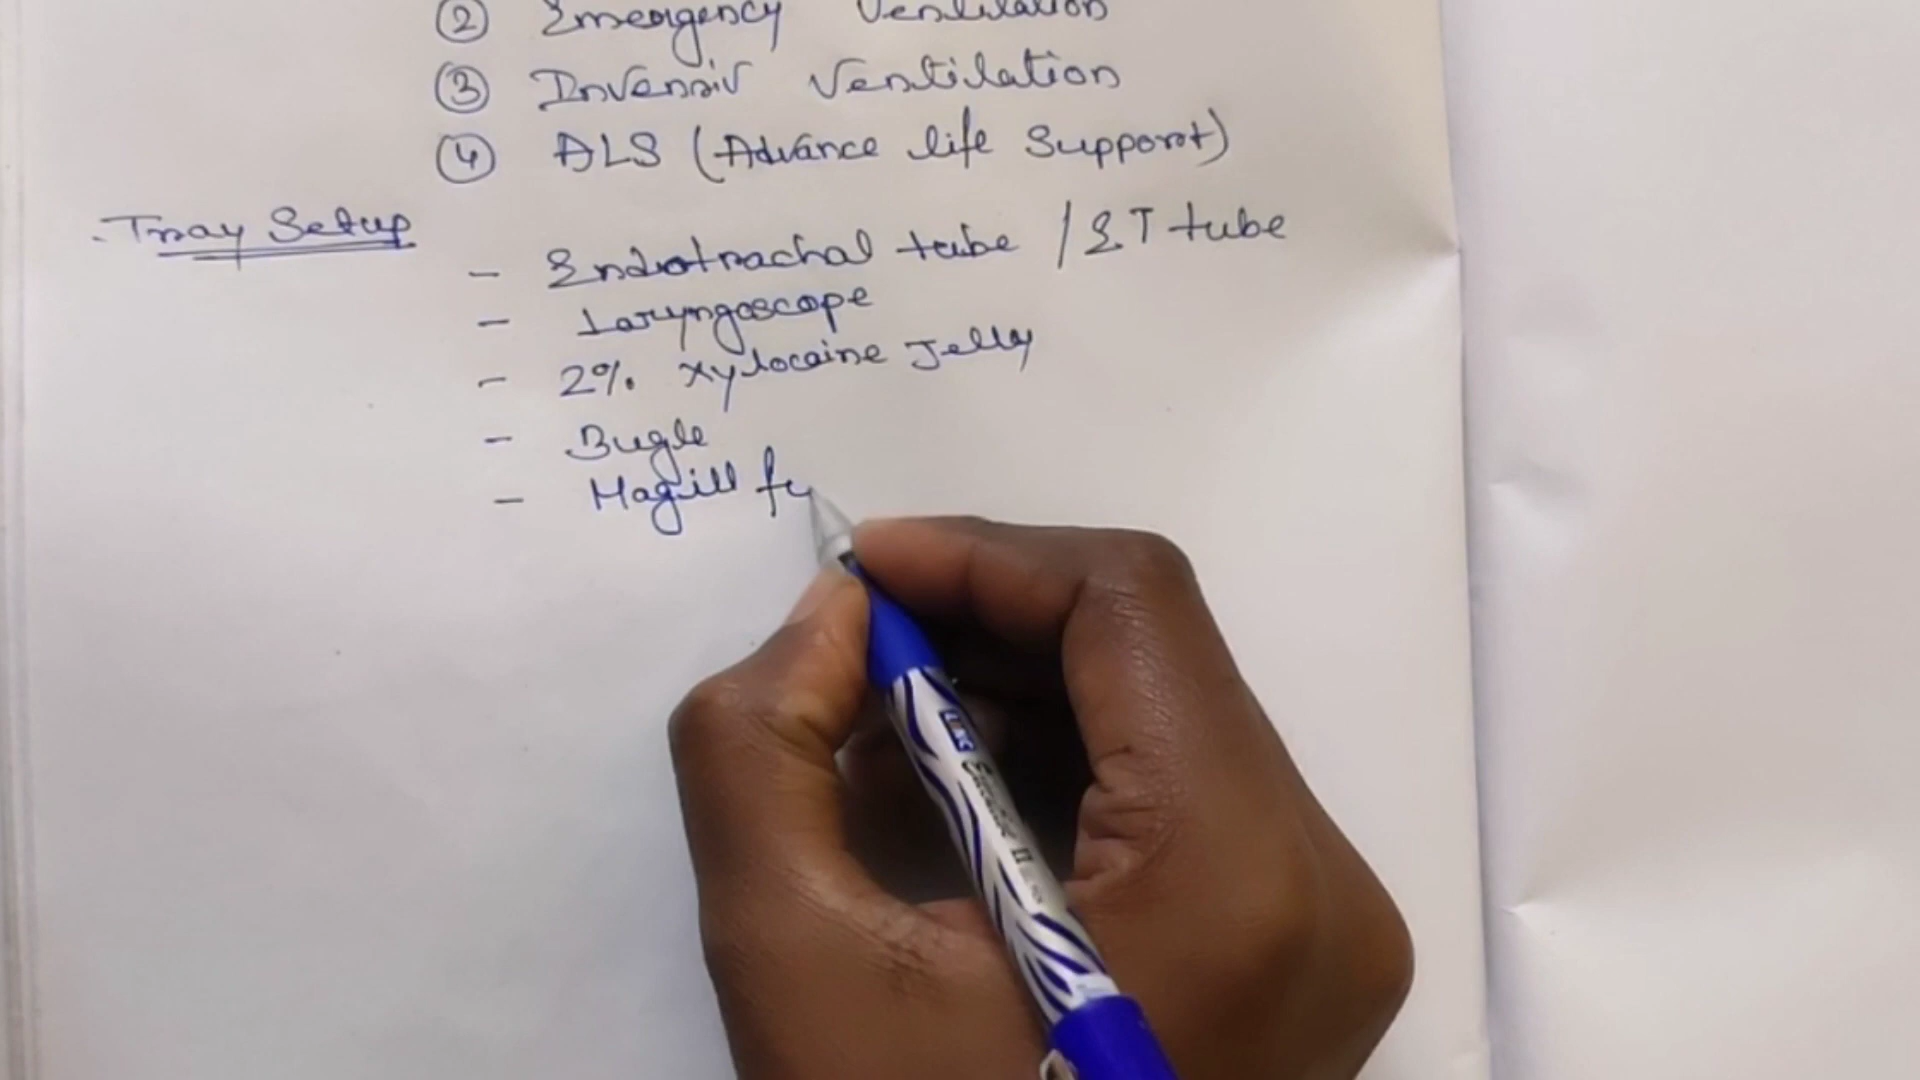 ② Emergency Ventilation
③ Invensiv Ventilation
④ ALS (Advance life Support)
Tray Setup
- Endotrachal tube / ET tube
- Laryngoscope
- 2% xylocaine Jelly
- Bugle
- Magill